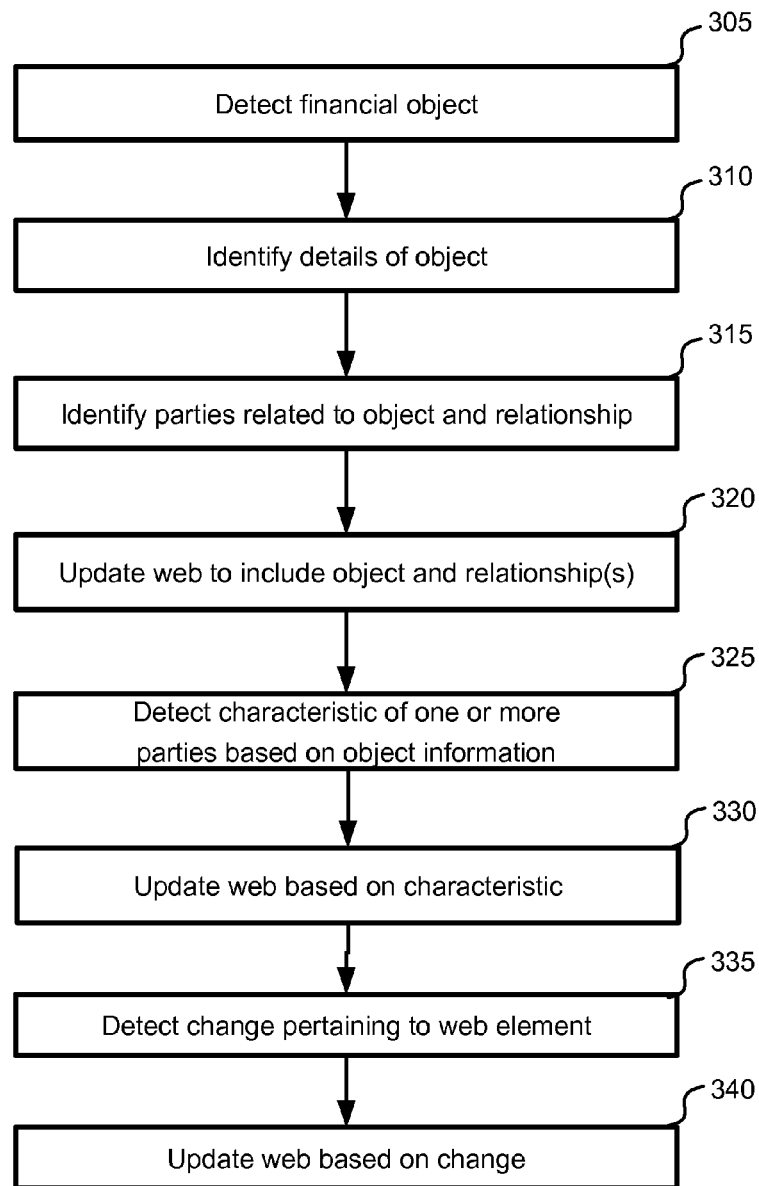 305
Detect financial object
310
Identify details of object
315
Identify parties related to object and relationship
320
Update web to include object and relationship(s)
325
Detect characteristic of one or more
parties based on object information
330
Update web based on characteristic
335
Detect change pertaining to web element
340
Update web based on change